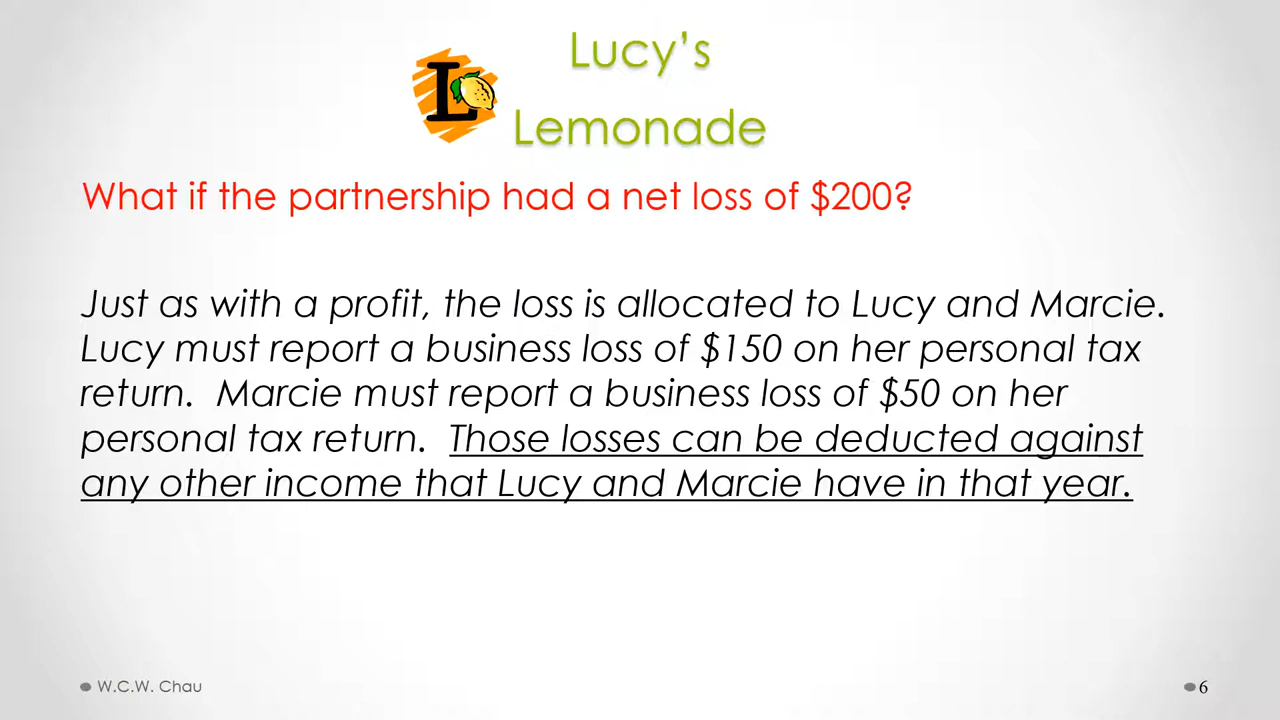 Lucy’s
L
Lemonade
What if the partnership had a net loss of $200?
Just as with a profit, the loss is allocated to Lucy and Marcie.
Lucy must report a business loss of $150 on her personal tax
return.  Marcie must report a business loss of $50 on her
personal tax return.  Those losses can be deducted against
any other income that Lucy and Marcie have in that year.
W.C.W. Chau
6